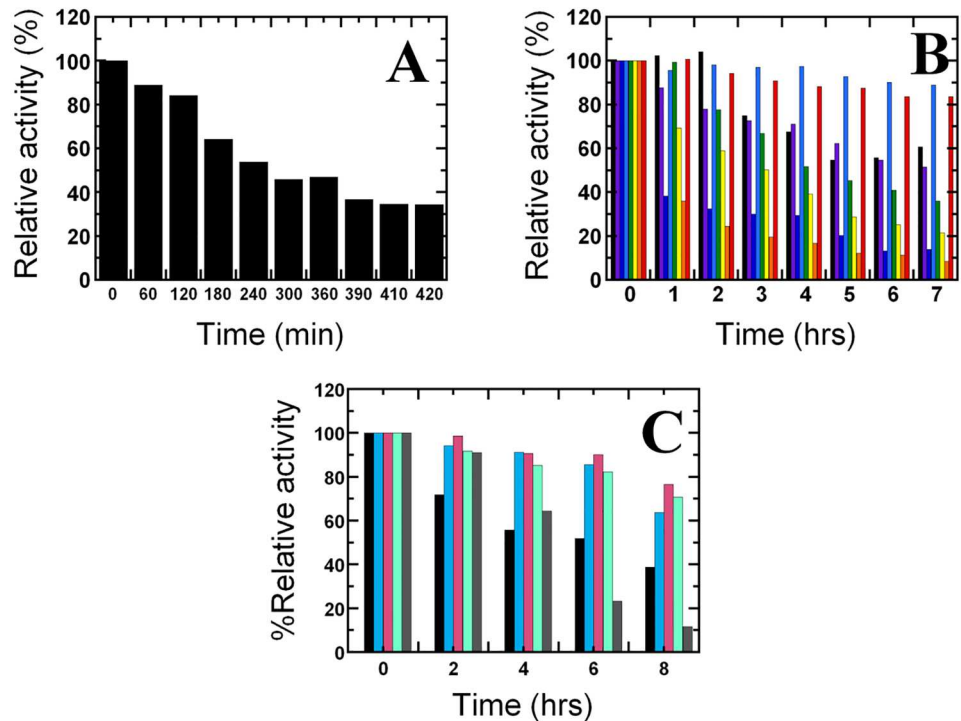 A
Relative activity (%)
120
100
80
60
40
20
0
0 60 120 180 240 300 360 390 410 420
Time (min)
B
Relative activity (%)
120
100
80
60
40
20
0
0 1 2 3 4 5 6 7
Time (hrs)
C
%Relative activity
120
100
80
60
40
20
0
0 2 4 6 8
Time (hrs)